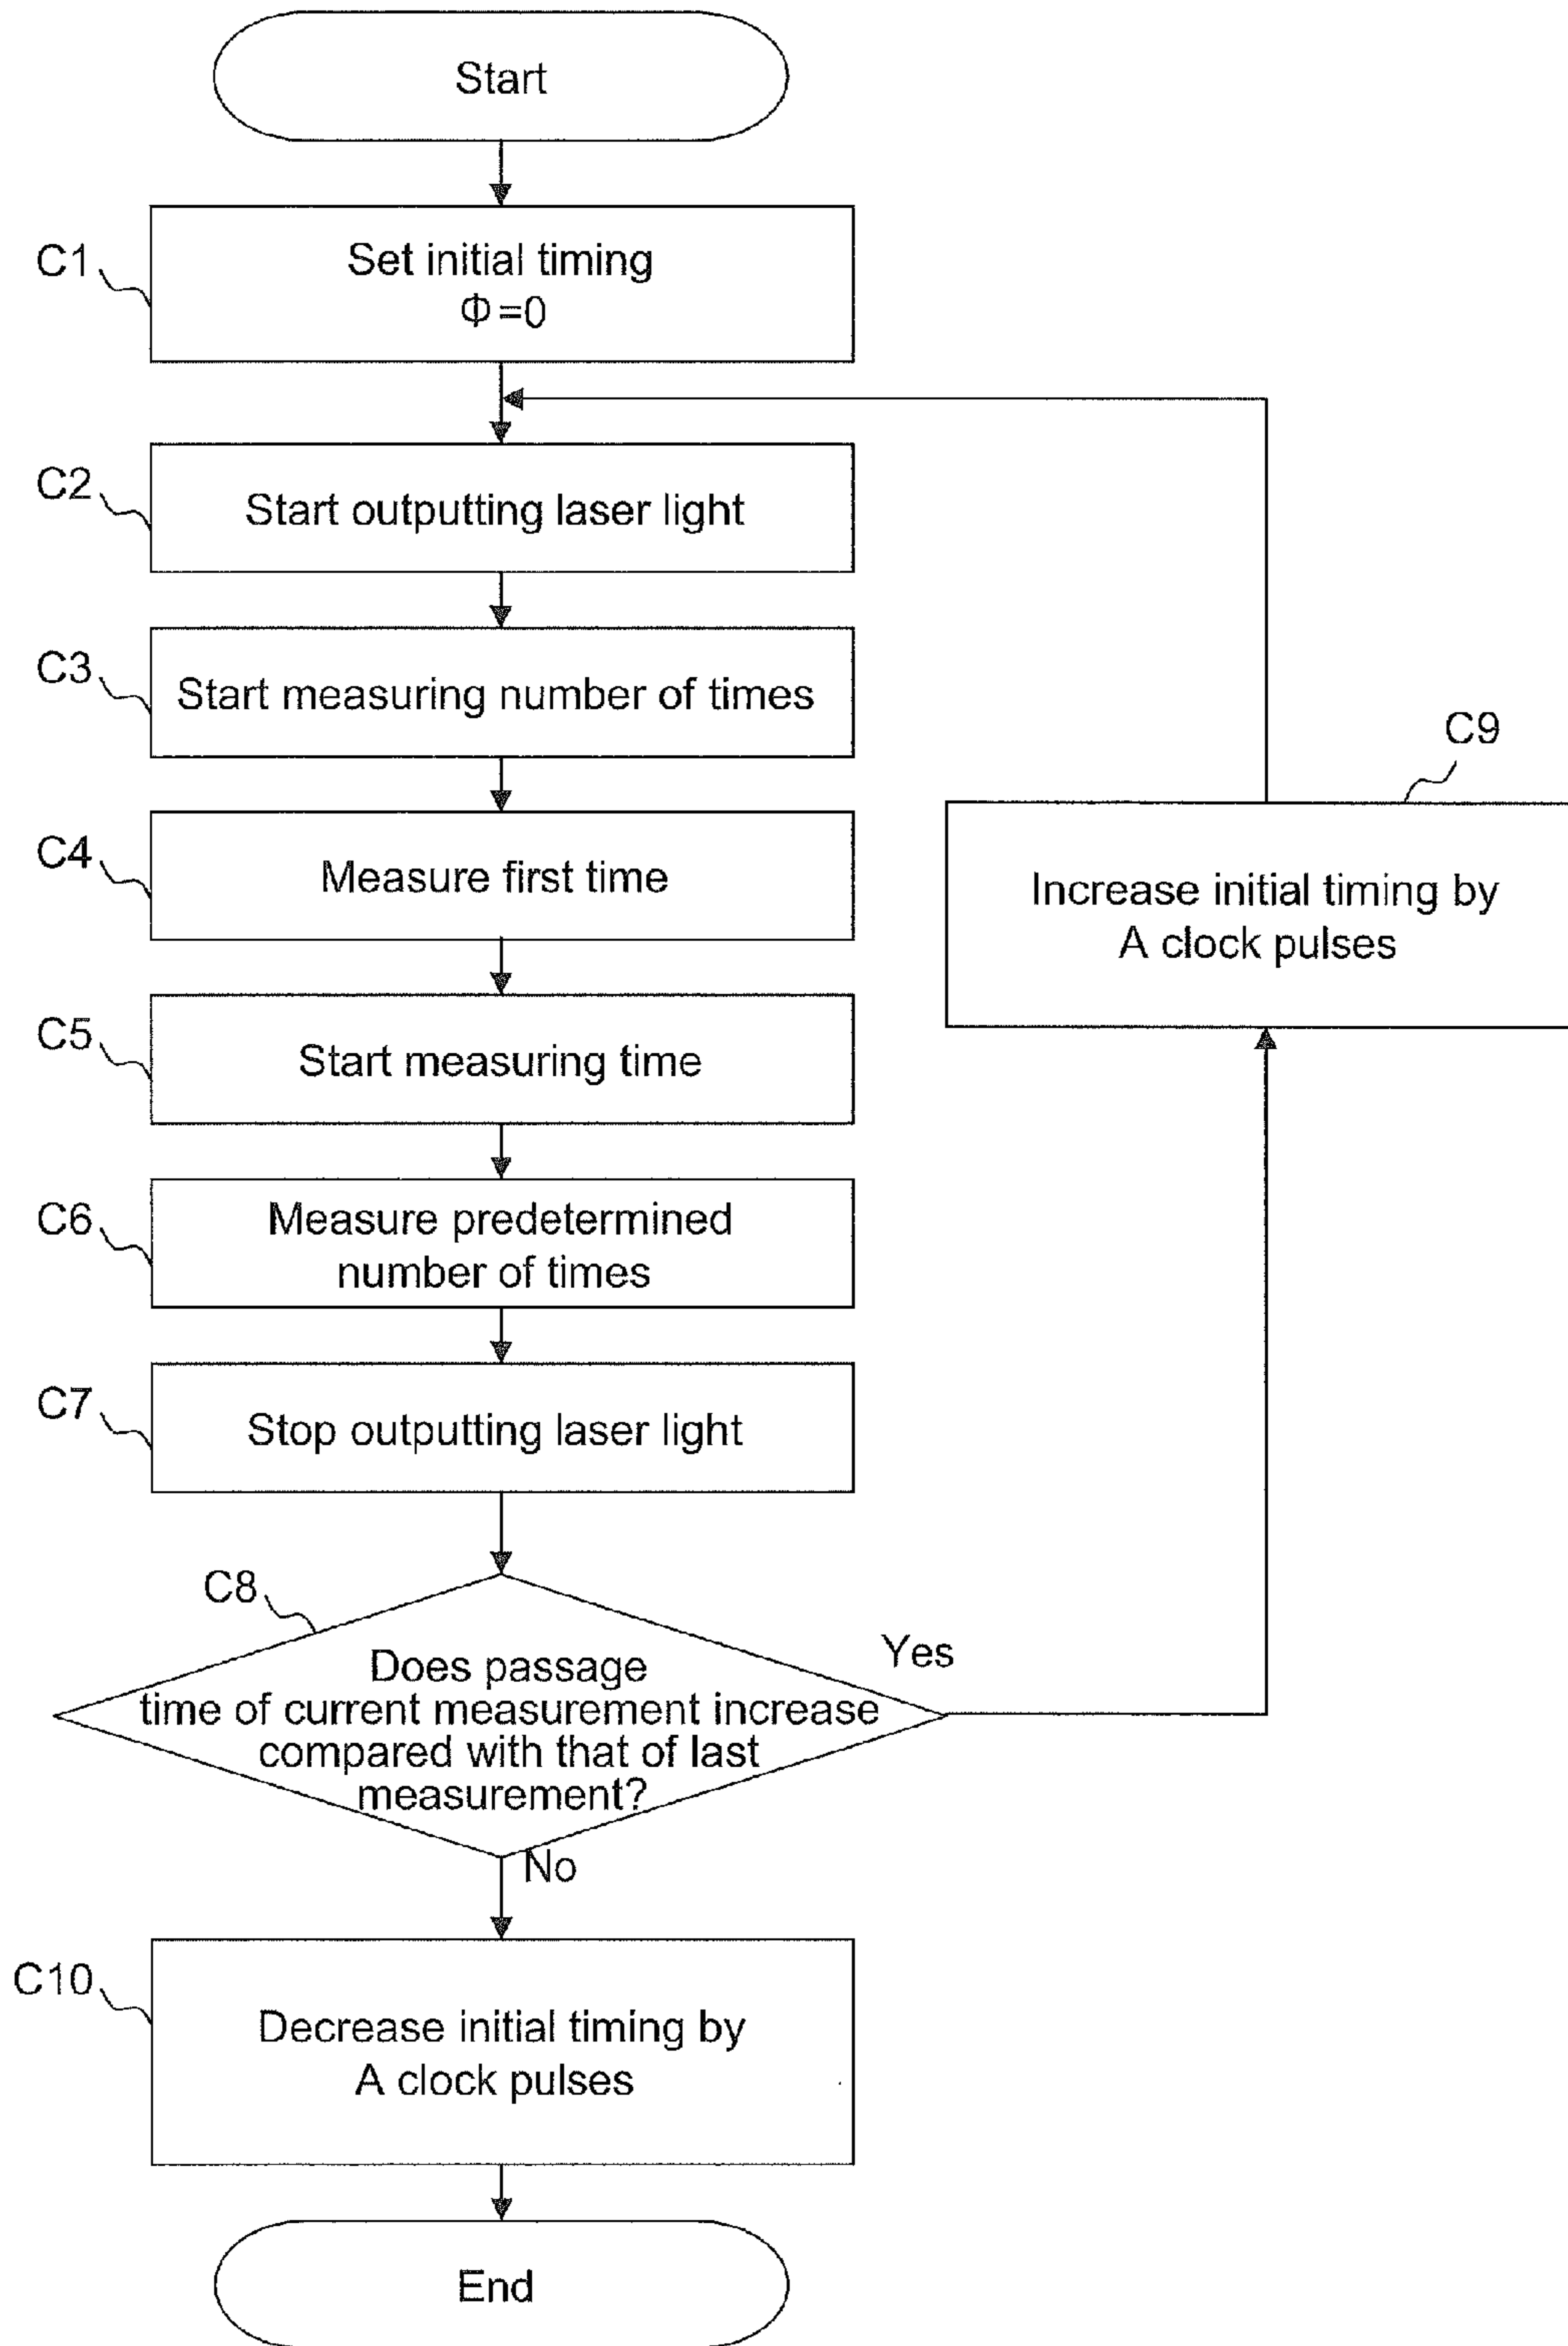 Start
C1
Set initial timing
Φ=0
C2
Start outputting laser light
C3
Start measuring number of times
C4
Measure first time
C5
Start measuring time
C6
Measure predetermined
number of times
C7
Stop outputting laser light
C8
Does passage
time of current measurement increase
compared with that of last
measurement?
Yes
C9
Increase initial timing by
A clock pulses
No
C10
Decrease initial timing by
A clock pulses
End